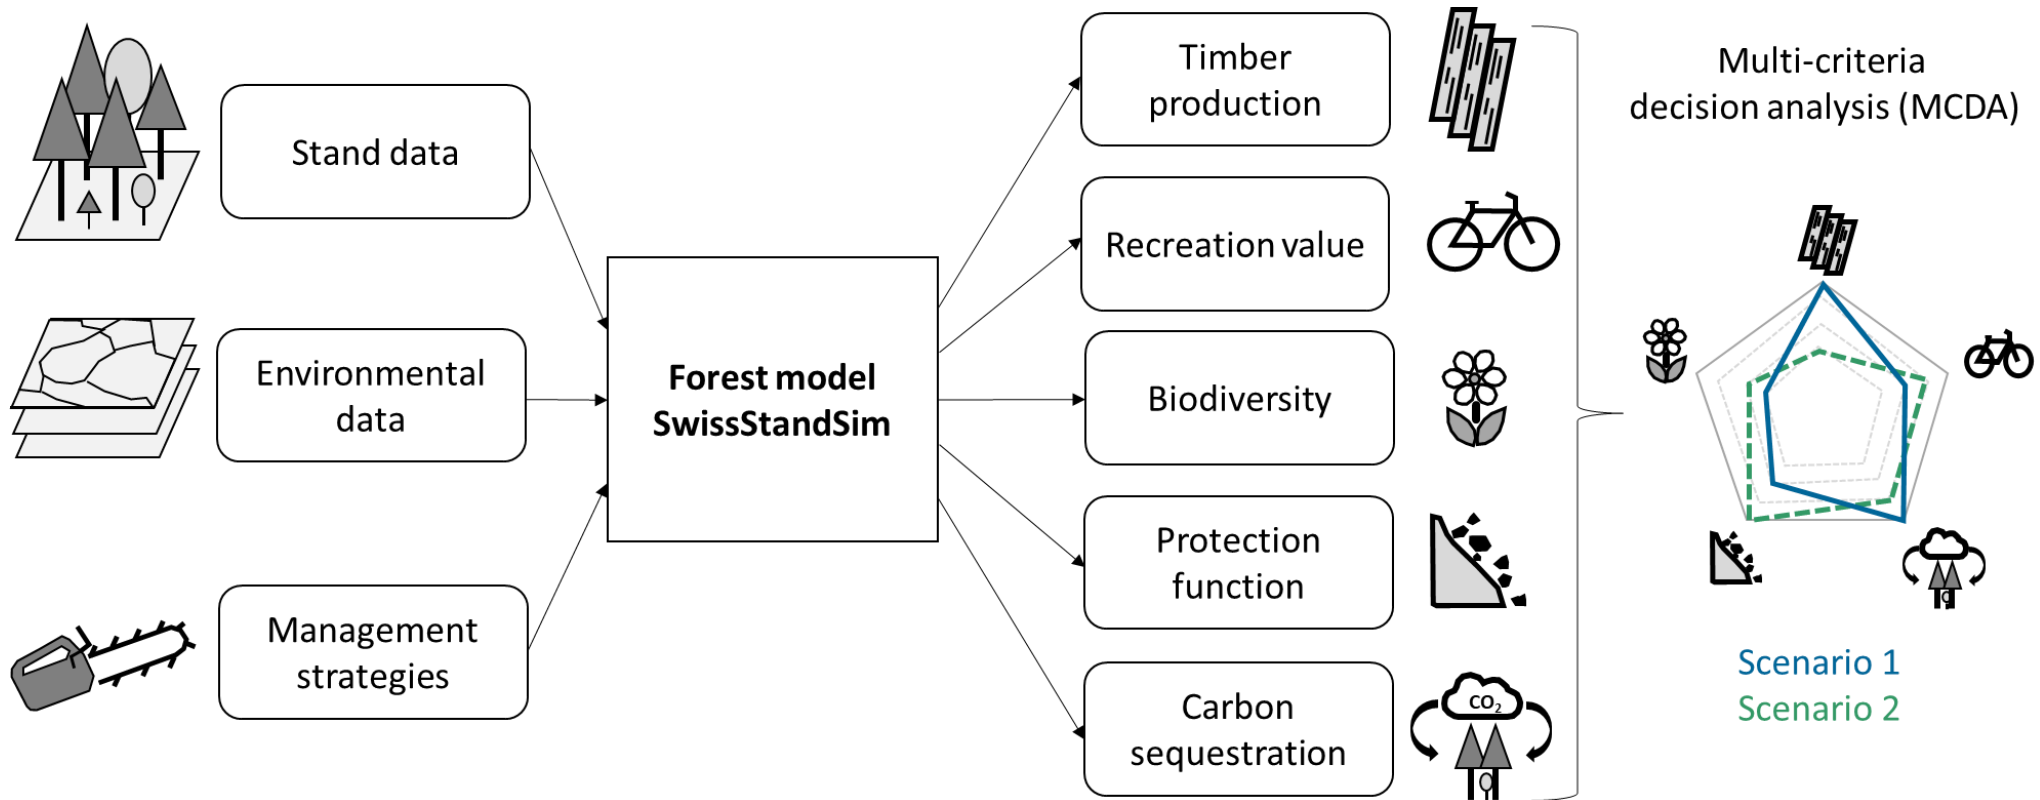 Stand data
Environmental
data
Management
strategies
Forest model
SwissStandSim
Timber
production
Recreation value
Biodiversity
Protection
function
Carbon
sequestration
CO₂
Multi-criteria
decision analysis (MCDA)
Scenario 1
Scenario 2